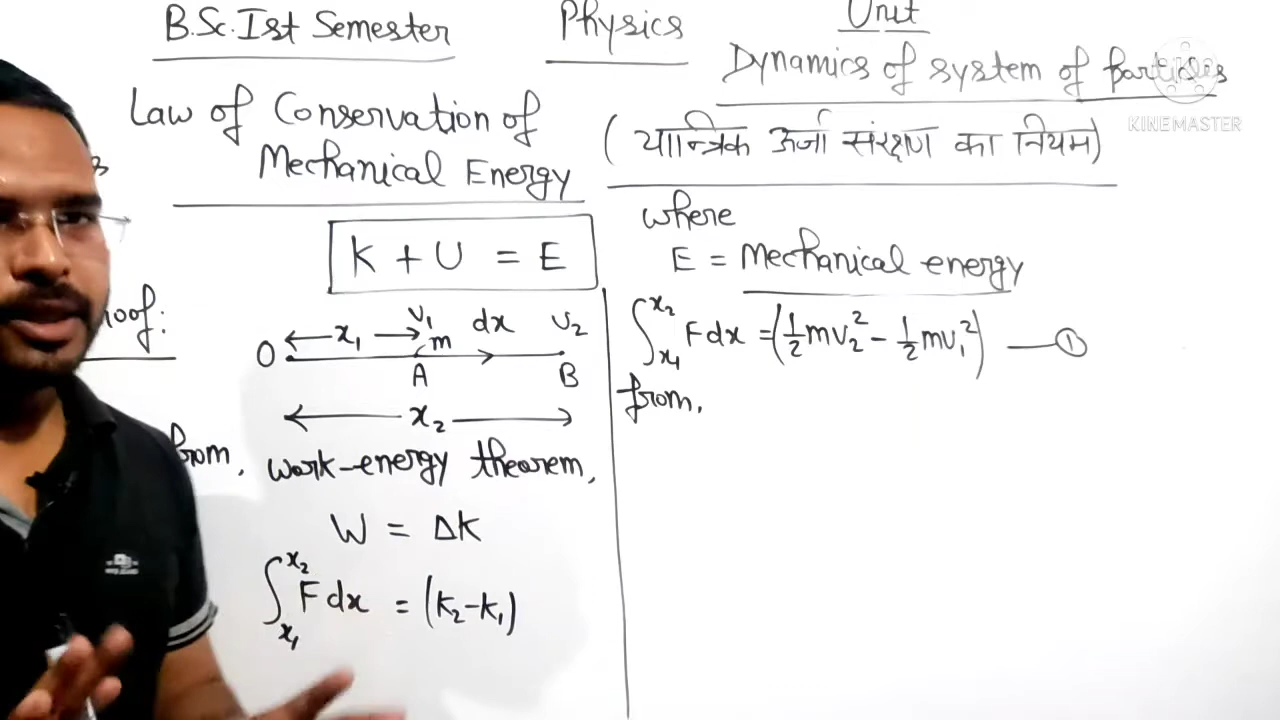 B.Sc. Ist Semester
Physics
Unit
Dynamics of system of particles
KINEMASTER
Law of Conservation of
Mechanical Energy
(यान्त्रिक ऊर्जा संरक्षण का नियम)
K + U = E
where
E = Mechanical energy
oof:
O x₁ v₁ m dx v₂
A B
x₂
from, work-energy theorem,
W = ΔK
∫ₓ₁ˣ² F dx = (K₂-K₁)
∫ₓ₁ˣ² F dx = (½mv₂² - ½mv₁²) — ①
from,